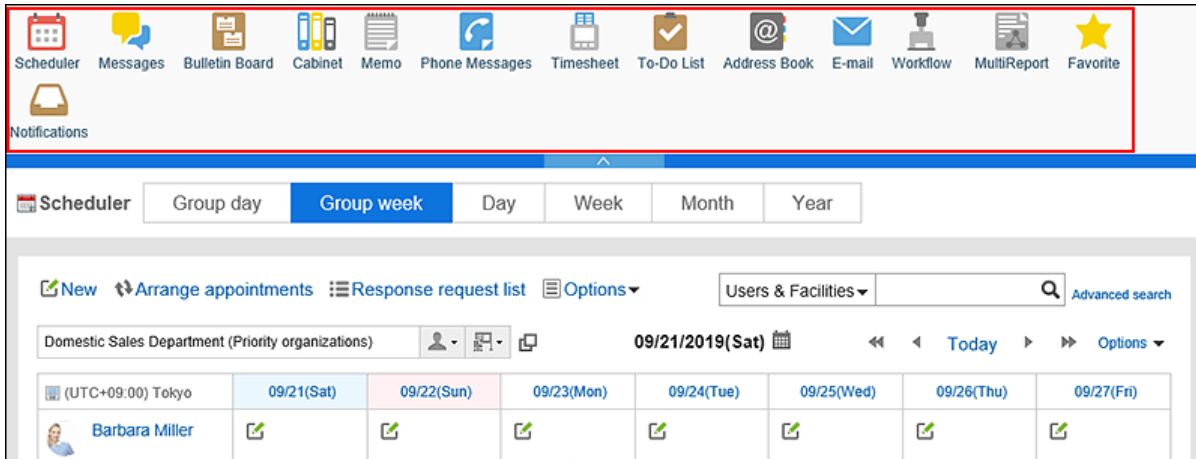 Scheduler Messages Bulletin Board Cabinet Memo Phone Messages Timesheet To-Do List Address Book E-mail Workflow MultiReport Favorite
Notifications
Scheduler Group day Group week Day Week Month Year
New Arrange appointments Response request list Options Users & Facilities Advanced search
Domestic Sales Department (Priority organizations) 09/21/2019(Sat) Today Options
(UTC+09:00) Tokyo 09/21(Sat) 09/22(Sun) 09/23(Mon) 09/24(Tue) 09/25(Wed) 09/26(Thu) 09/27(Fri)
Barbara Miller